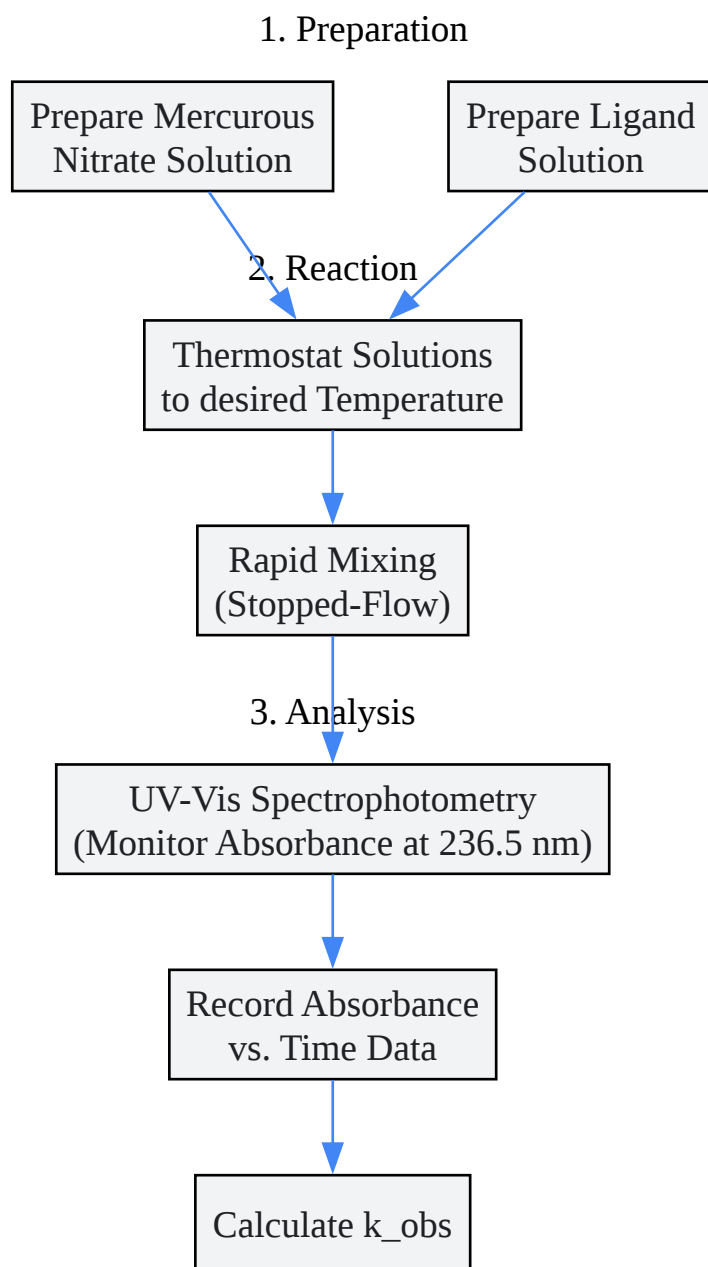 1. Preparation
Prepare Mercurous
Nitrate Solution
Prepare Ligand
Solution
2. Reaction
Thermostat Solutions
to desired Temperature
Rapid Mixing
(Stopped-Flow)
3. Analysis
UV-Vis Spectrophotometry
(Monitor Absorbance at 236.5 nm)
Record Absorbance
vs. Time Data
Calculate k_obs